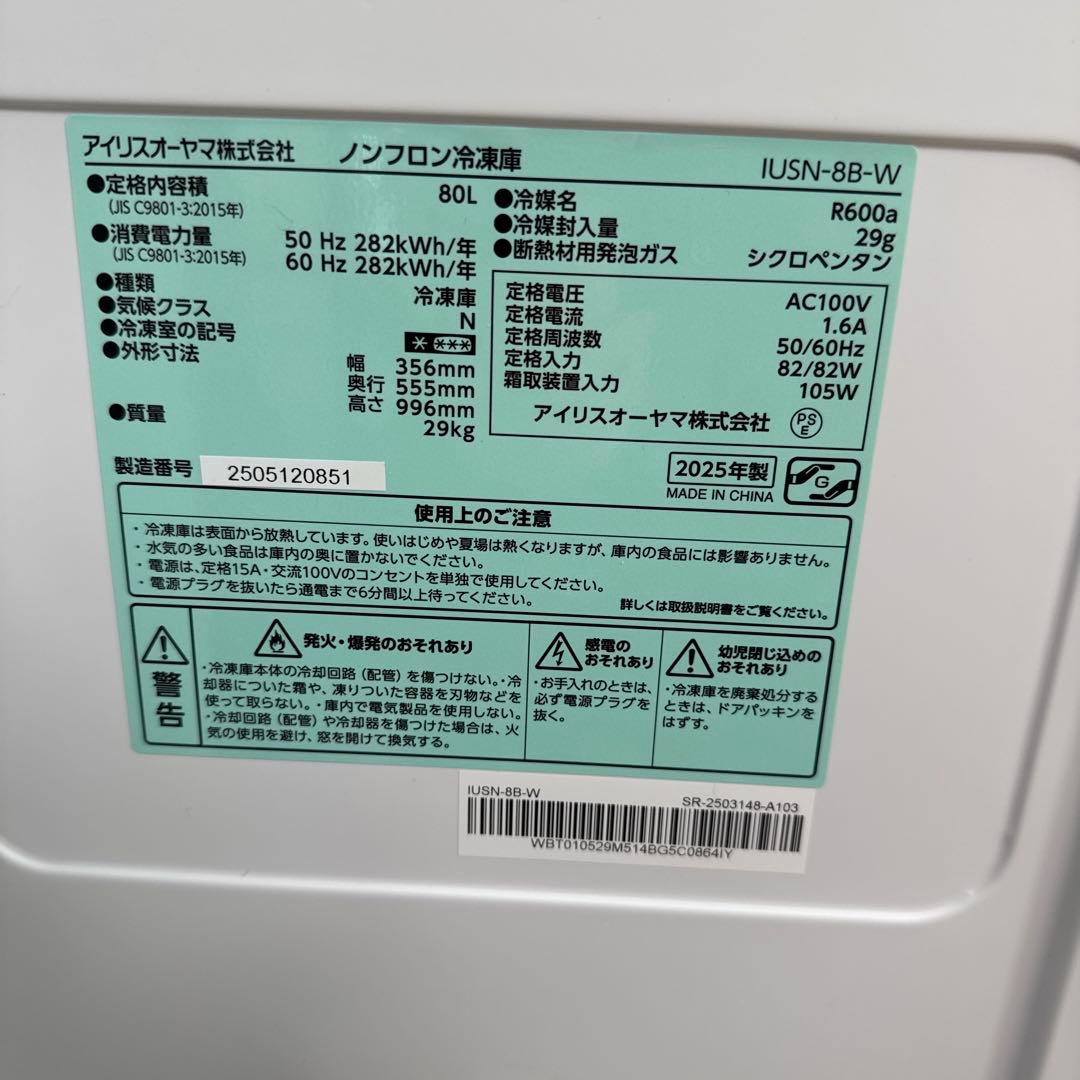 アイリスオーヤマ株式会社 ノンフロン冷凍庫 IUSN-8B-W
●定格内容積 80L
(JIS C9801-3:2015年)
●消費電力量 50 Hz 282kWh/年
(JIS C9801-3:2015年) 60 Hz 282kWh/年
●種類 冷凍庫
●気候クラス N
●冷凍室の記号
●外形寸法 幅 356mm
奥行 555mm
高さ 996mm
●質量 29kg
●冷媒名 R600a
●冷媒封入量 29g
●断熱材用発泡ガス シクロペンタン
定格電圧 AC100V
定格電流 1.6A
定格周波数 50/60Hz
定格入力 82/82W
霜取装置入力 105W
アイリスオーヤマ株式会社 PSE
製造番号 2505120851
2025年製
MADE IN CHINA
G
使用上のご注意
・冷凍庫は表面から放熱しています。使いはじめや夏場は熱くなりますが、庫内の食品には影響ありません。
・水気の多い食品は庫内の奥に置かないでください。
・電源は、定格15A・交流100Vのコンセントを単独で使用してください。
・電源プラグを抜いたら通電まで6分間以上待ってください。
詳しくは取扱説明書をご覧ください。
警告
発火・爆発のおそれあり
・冷凍庫本体の冷却回路（配管）を傷つけない。・冷
却器についた霜や、凍りついた容器を刃物などを
使って取らない。・庫内で電気製品を使用しない。
・冷却回路（配管）や冷却器を傷つけた場合は、火
気の使用を避け、窓を開けて換気する。
感電の
おそれあり
・お手入れのときは、
必ず電源プラグを
抜く。
幼児閉じ込めの
おそれあり
・冷凍庫を廃棄処分する
ときは、ドアパッキンを
はずす。
IUSN-8B-W SR-2503148-A103
WBT010529M514BG5C0864IY